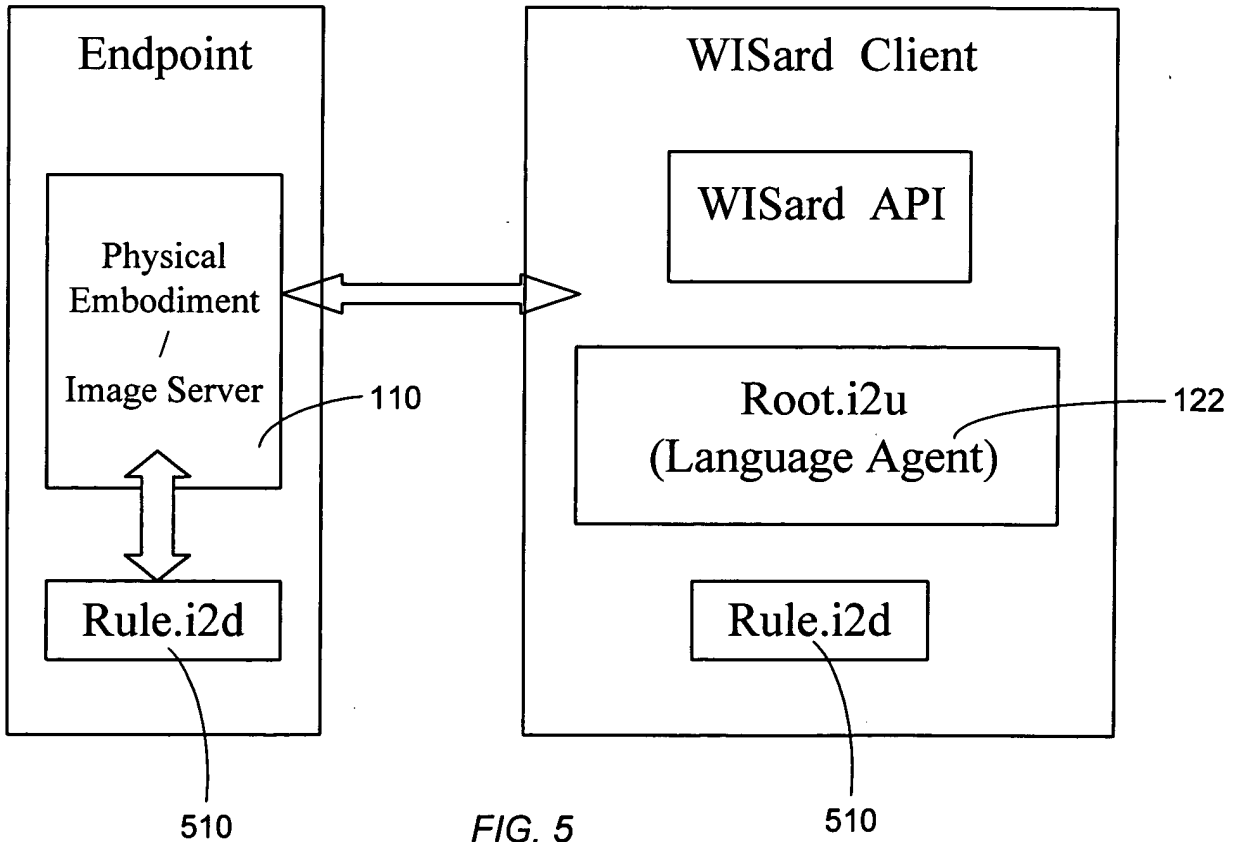 Endpoint
Physical
Embodiment
/
Image Server
110
Rule.i2d
510
WISard Client
WISard API
Root.i2u
(Language Agent)
122
Rule.i2d
510
FIG. 5